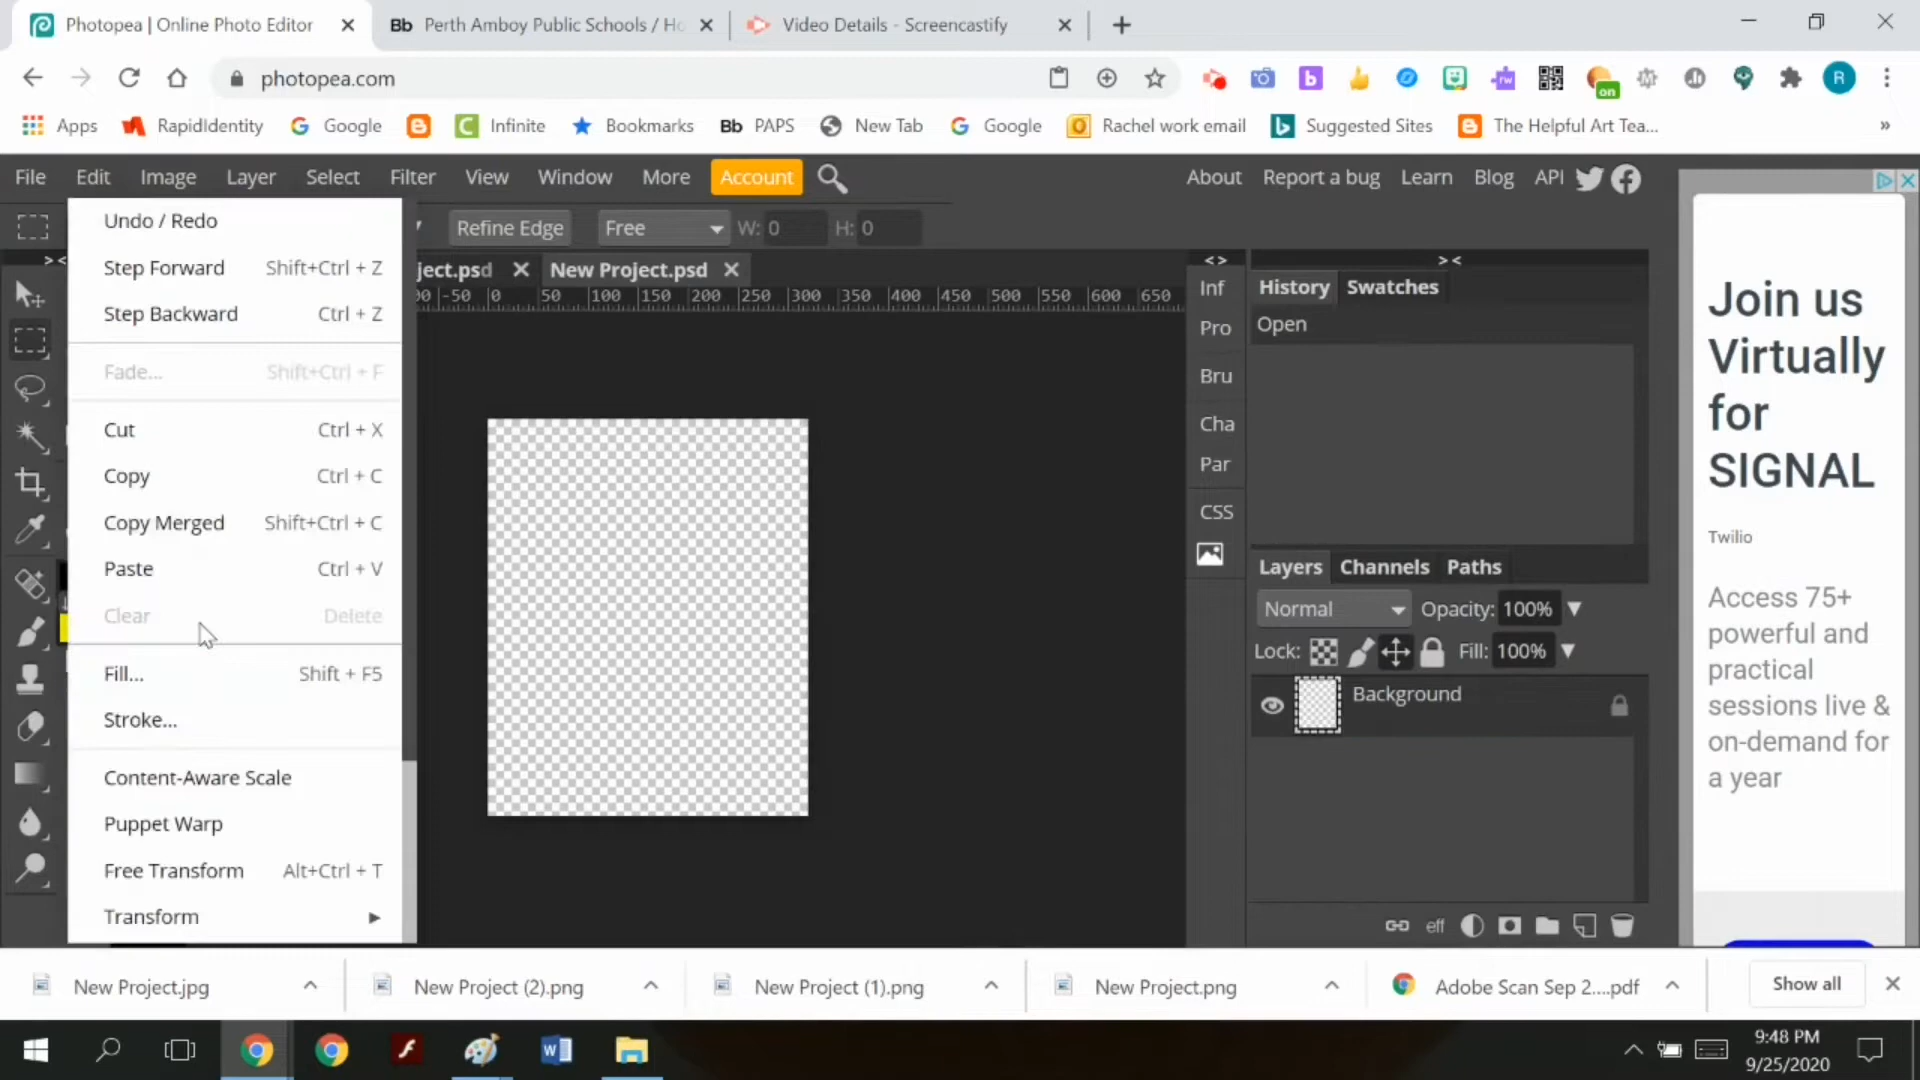 Photopea | Online Photo Editor
Bb Perth Amboy Public Schools / Ho
Video Details - Screencastify
photopea.com
b
rw
on
R
Apps
RapidIdentity
Google
Infinite
Bookmarks
Bb PAPS
New Tab
Google
Rachel work email
Suggested Sites
The Helpful Art Tea...
File Edit Image Layer Select Filter View Window More Account
About Report a bug Learn Blog API
Refine Edge Free W: 0 H: 0
ject.psd New Project.psd
-50 0 50 100 150 200 250 300 350 400 450 500 550 600 650
Undo / Redo
Step Forward Shift+Ctrl + Z
Step Backward Ctrl + Z
Fade... Shift+Ctrl + F
Cut Ctrl + X
Copy Ctrl + C
Copy Merged Shift+Ctrl + C
Paste Ctrl + V
Clear Delete
Fill... Shift + F5
Stroke...
Content-Aware Scale
Puppet Warp
Free Transform Alt+Ctrl + T
Transform
Inf
Pro
Bru
Cha
Par
CSS
History Swatches
Open
Layers Channels Paths
Normal Opacity: 100%
Lock: Fill: 100%
Background
eff
Join us
Virtually
for
SIGNAL
Twilio
Access 75+
powerful and
practical
sessions live &
on-demand for
a year
New Project.jpg
New Project (2).png
New Project (1).png
New Project.png
Adobe Scan Sep 2....pdf
Show all
9:48 PM
9/25/2020